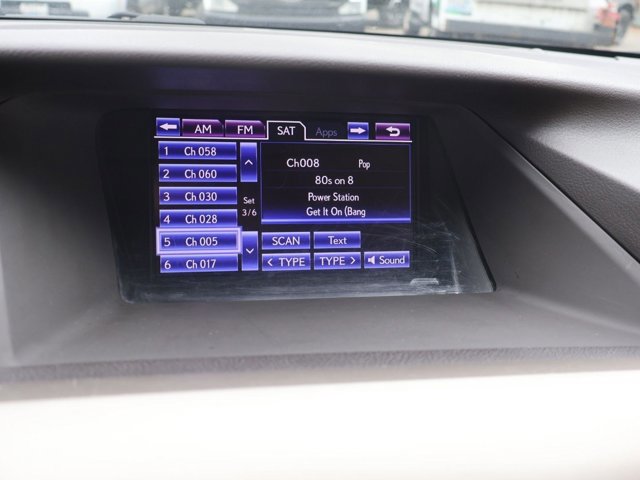 AM FM SAT Apps
1 Ch 058
2 Ch 060
3 Ch 030
4 Ch 028
5 Ch 005
6 Ch 017
Set
3/6
Ch008 Pop
80s on 8
Power Station
Get It On (Bang
SCAN Text
< TYPE TYPE > Sound